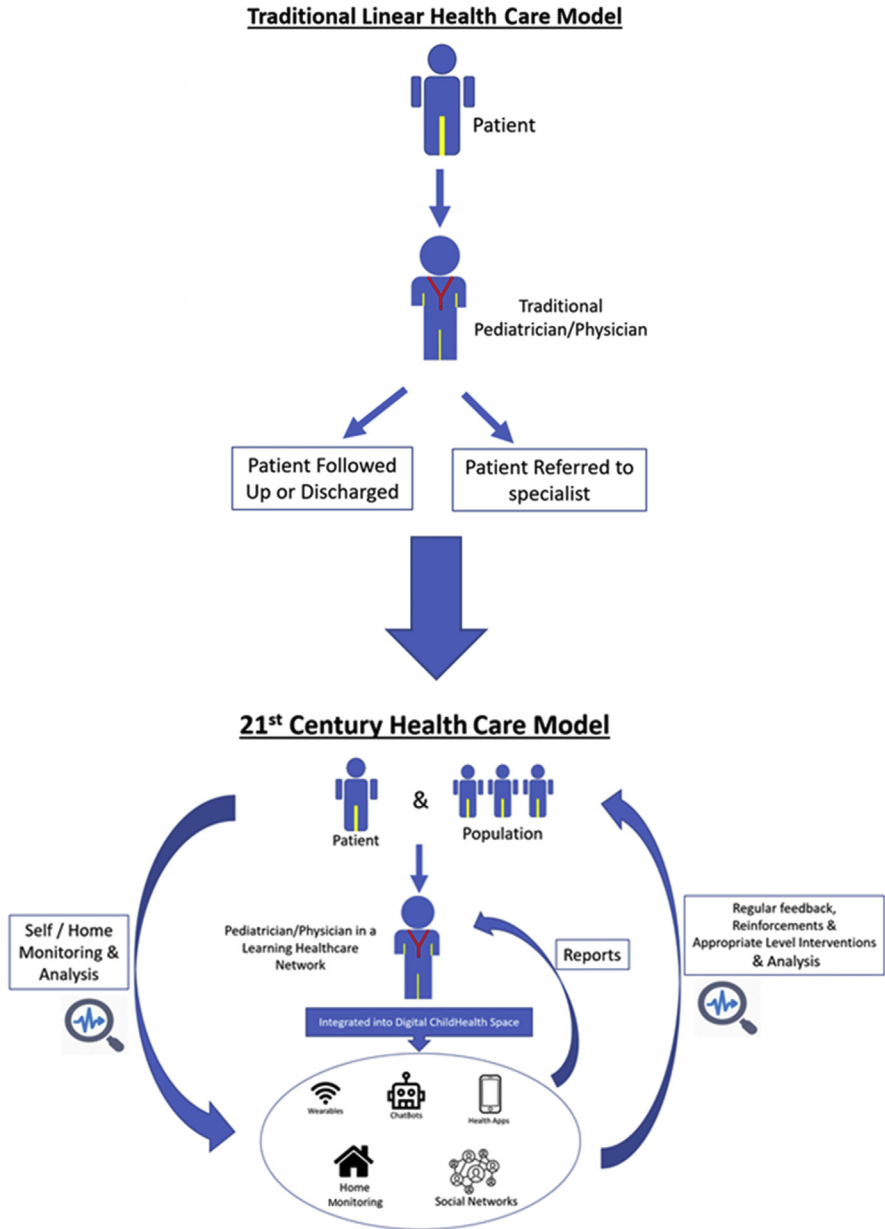 Traditional Linear Health Care Model
Patient
Traditional
Pediatrician/Physician
Patient Followed
Up or Discharged
Patient Referred to
specialist
21st Century Health Care Model
&
Patient
Population
Self / Home
Monitoring &
Analysis
Pediatrician/Physician in a
Learning Healthcare
Network
Reports
Regular feedback,
Reinforcements &
Appropriate Level Interventions
& Analysis
Integrated into Digital ChildHealth Space
Wearables
ChatBots
Health Apps
Home
Monitoring
Social Networks